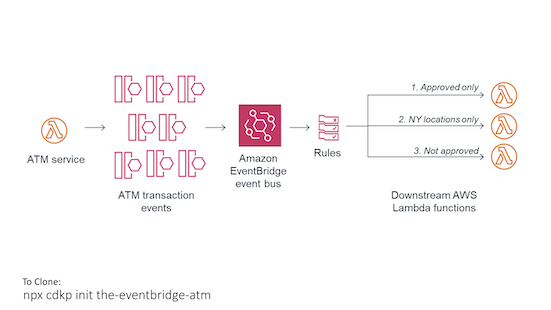 1. Approved only
2. NY locations only
3. Not approved
ATM service
ATM transaction
events
Amazon
EventBridge
event bus
Rules
Downstream AWS
Lambda functions
To Clone:
npx cdkp init the-eventbridge-atm